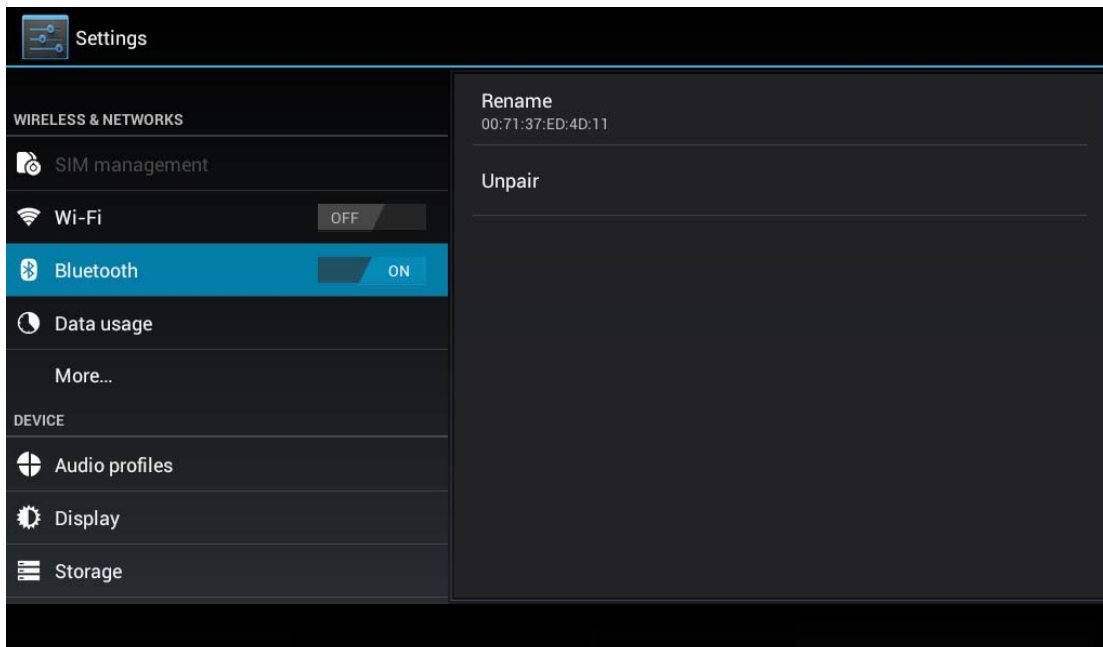 Settings
WIRELESS & NETWORKS
SIM management
Wi-Fi OFF
Bluetooth ON
Data usage
More...
DEVICE
Audio profiles
Display
Storage
Rename
00:71:37:ED:4D:11
Unpair